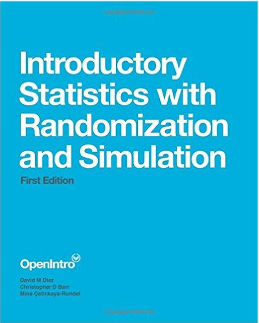 Introductory
Statistics with
Randomization
and Simulation
First Edition
OpenIntro
David M Diez
Christopher D Barr
Mine Çetinkaya-Rundel